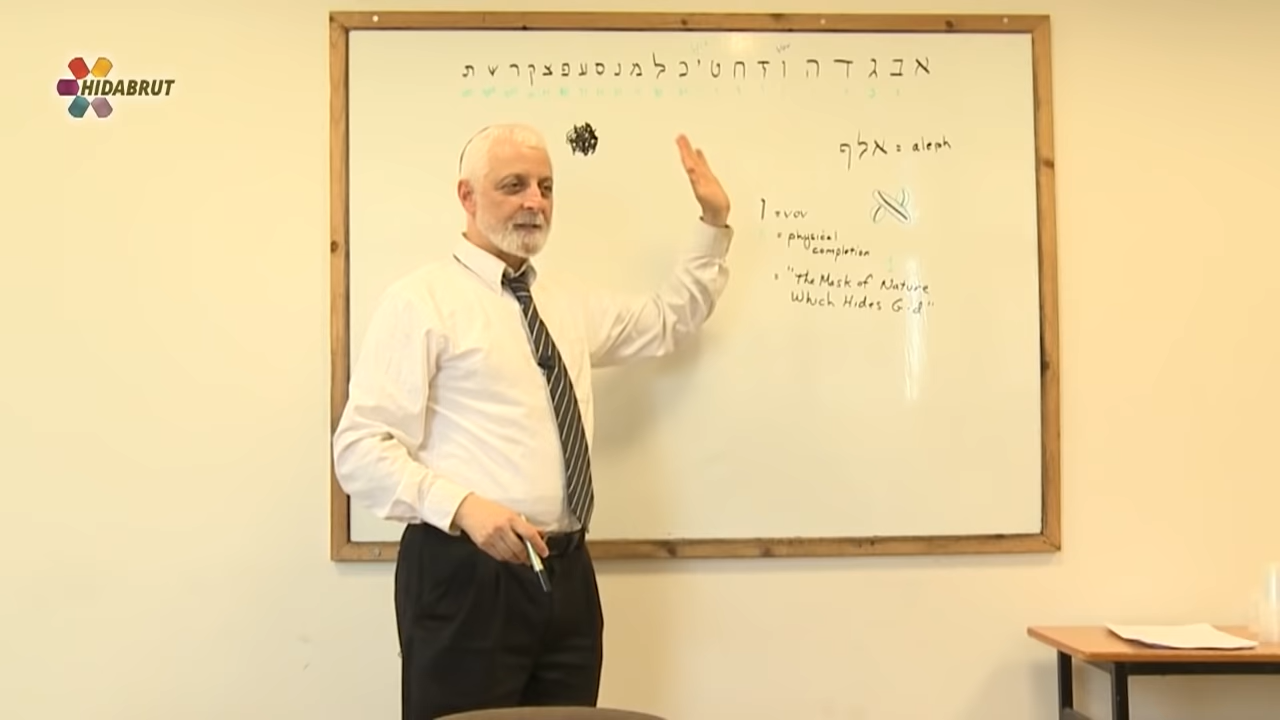 HIDABRUT
א ב ג ד ה ו ז ח ט י כ ל מ נ ס ע פ צ ק ר ש ת
אלף = aleph
א
ו = vov
= physical
completion
= "The Mask of Nature
Which Hides G-d"